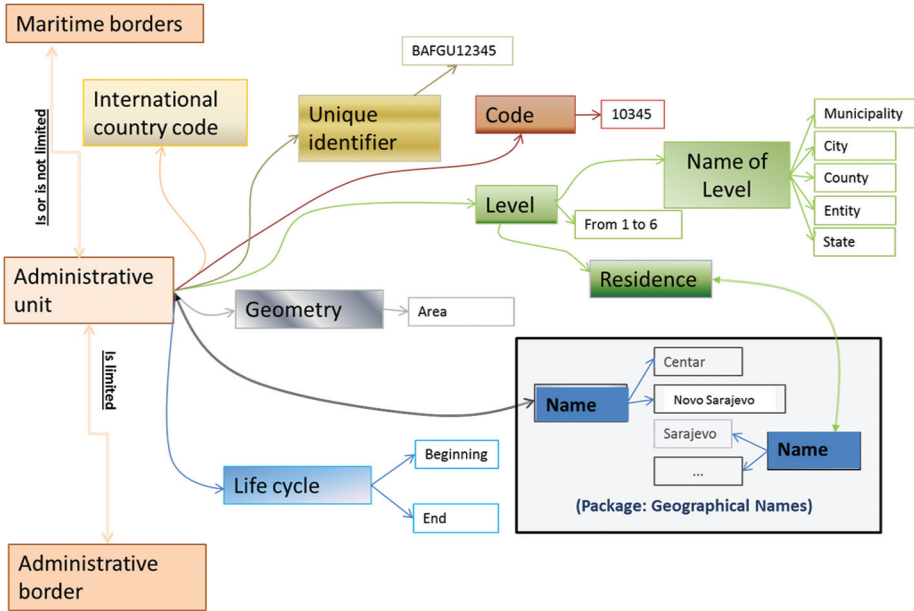 Maritime borders
BAFGU12345
International
country code
Unique
identifier
Code
10345
Municipality
City
County
Entity
State
Name of
Level
Level
From 1 to 6
Is or is not limited
Administrative
unit
Residence
Geometry
Area
Is limited
Centar
Name
Novo Sarajevo
Sarajevo
Name
...
(Package: Geographical Names)
Beginning
Life cycle
End
Administrative
border